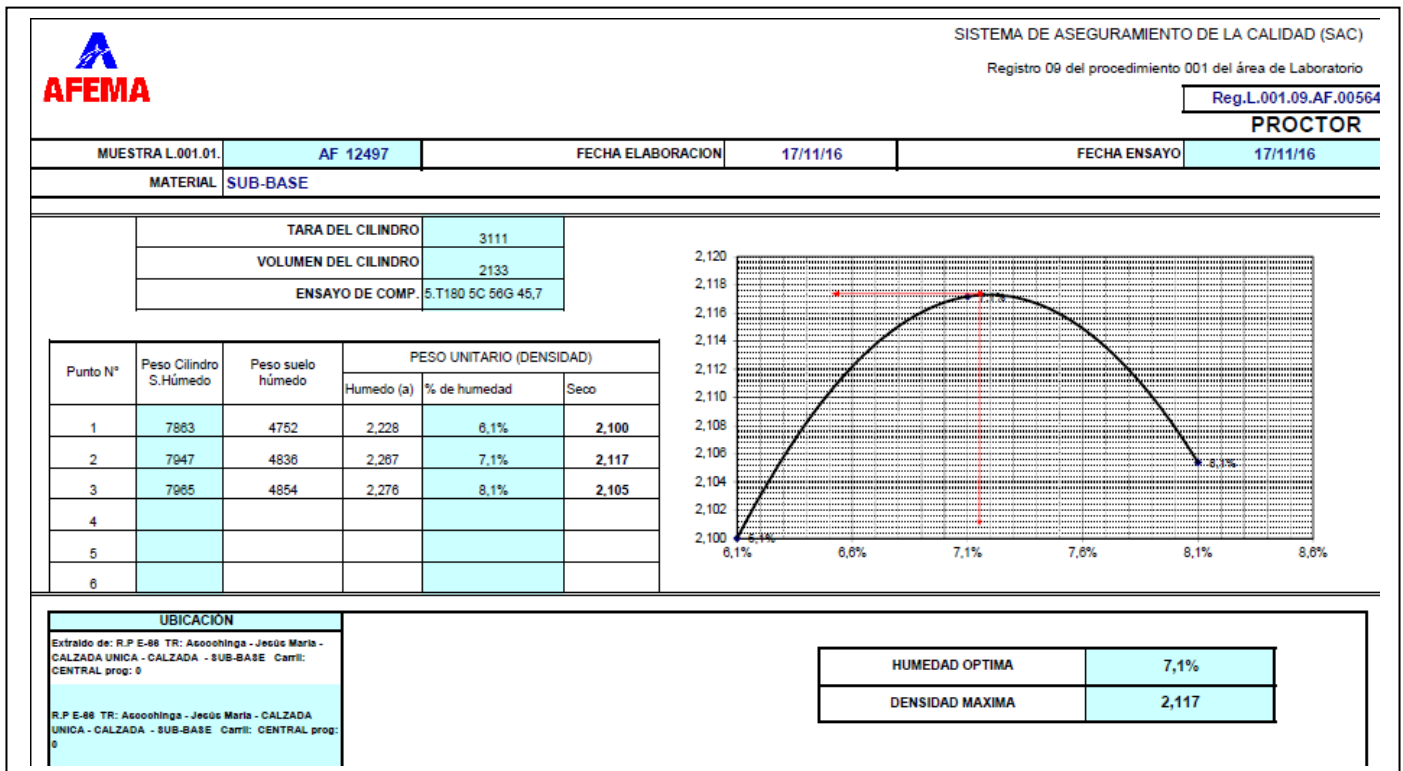 SISTEMA DE ASEGURAMIENTO DE LA CALIDAD (SAC)
Registro 09 del procedimiento 001 del área de Laboratorio
AFEMA
Reg.L.001.09.AF.00564
PROCTOR
MUESTRA L.001.01. AF 12497 FECHA ELABORACION 17/11/16 FECHA ENSAYO 17/11/16
MATERIAL SUB-BASE
TARA DEL CILINDRO 3111
VOLUMEN DEL CILINDRO 2133
ENSAYO DE COMP. 5.T180 5C 56G 45,7
Punto N° Peso Cilindro S.Húmedo Peso suelo húmedo PESO UNITARIO (DENSIDAD)
Humedo (a) % de humedad Seco
1 7863 4752 2,228 6,1% 2,100
2 7947 4836 2,267 7,1% 2,117
3 7965 4854 2,276 8,1% 2,105
4
5
6
2,120
2,118
2,116
2,114
2,112
2,110
2,108
2,106
2,104
2,102
2,100
6,1%
7,1%
8,1%
6,1% 6,6% 7,1% 7,6% 8,1% 8,6%
UBICACIÓN
Extraído de: R.P E-66 TR: Ascochinga - Jesús María -
CALZADA UNICA - CALZADA - SUB-BASE Carril:
CENTRAL prog: 0
R.P E-66 TR: Ascochinga - Jesús María - CALZADA
UNICA - CALZADA - SUB-BASE Carril: CENTRAL prog:
0
HUMEDAD OPTIMA 7,1%
DENSIDAD MAXIMA 2,117